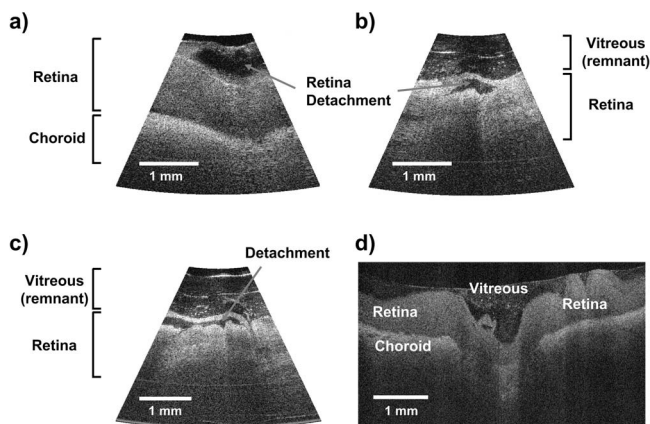 a)
Retina
Choroid
1 mm
Retina
Detachment
b)
Vitreous
(remnant)
Retina
1 mm
c)
Detachment
Vitreous
(remnant)
Retina
1 mm
d)
Vitreous
Retina
Retina
Choroid
1 mm